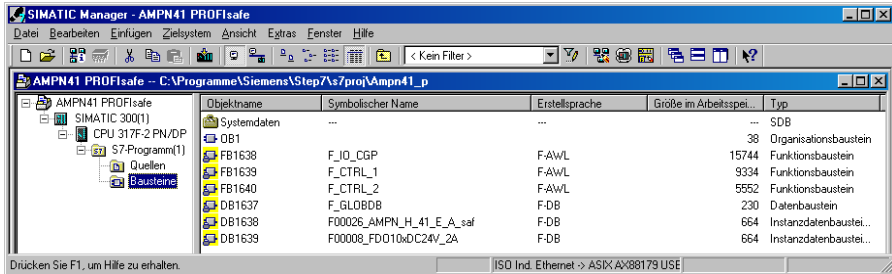 SIMATIC Manager - AMPN41 PROFIsafe
Datei Bearbeiten Einfügen Zielsystem Ansicht Extras Fenster Hilfe
< Kein Filter >
AMPN41 PROFIsafe -- C:\Programme\Siemens\Step7\s7proj\Ampn41_p
AMPN41 PROFIsafe
SIMATIC 300(1)
CPU 317F-2 PN/DP
S7-Programm(1)
Quellen
Bausteine
Objektname Symbolischer Name Erstellsprache Größe im Arbeitsspei... Typ
Systemdaten --- --- --- SDB
OB1 38 Organisationsbaustein
FB1638 F_IO_CGP F-AWL 15744 Funktionsbaustein
FB1639 F_CTRL_1 F-AWL 9334 Funktionsbaustein
FB1640 F_CTRL_2 F-AWL 5552 Funktionsbaustein
DB1637 F_GLOBDB F-DB 230 Datenbaustein
DB1638 F00026_AMPN_H_41_E_A_saf F-DB 664 Instanzdatenbaustei...
DB1639 F00008_FDO10xDC24V_2A F-DB 664 Instanzdatenbaustei...
Drücken Sie F1, um Hilfe zu erhalten. ISO Ind. Ethernet -> ASIX AX88179 USE